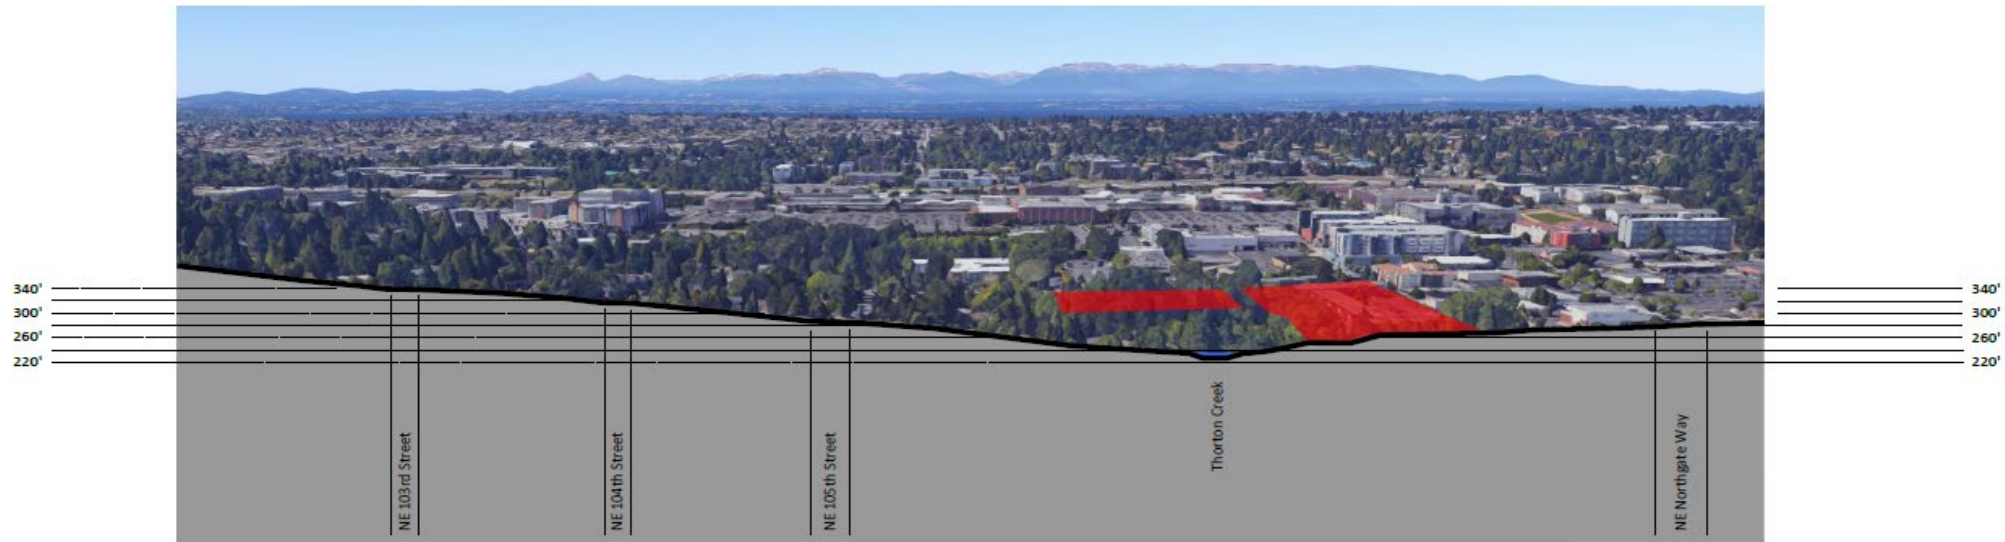 340'
300'
260'
220'
340'
300'
260'
220'
NE 103rd Street
NE 104th Street
NE 105th Street
Thorton Creek
NE Northgate Way